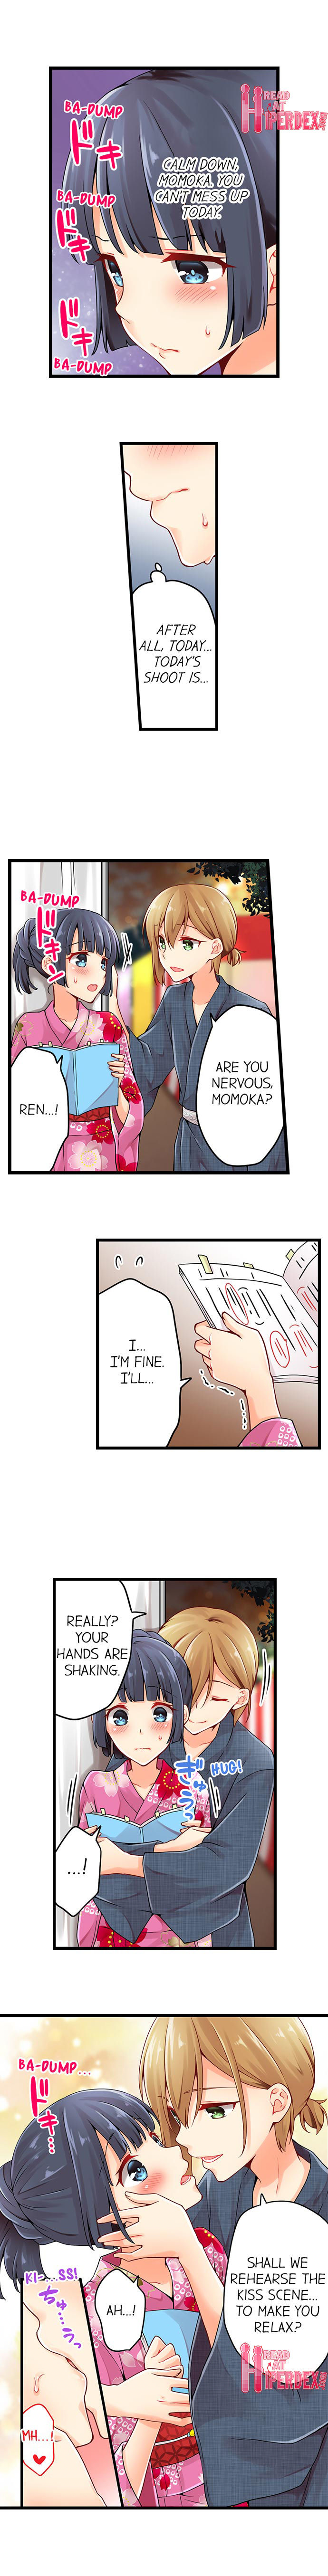 READ
AT
HIPERDEX
BA-DUMP
ドキ
CALM DOWN,
MOMOKA. YOU
CAN'T MESS UP
TODAY.
BA-DUMP
ドキ
ドキ
BA-DUMP
AFTER
ALL, TODAY...
TODAY'S
SHOOT IS...
BA-DUMP
ドキン
ARE YOU
NERVOUS,
MOMOKA?
REN...!
I...
I'M FINE.
I'LL...
REALLY?
YOUR
HANDS ARE
SHAKING.
HUG!
ぎゅうっ
...!
BA-DUMP...
ドキ...
SHALL WE
REHEARSE THE
KISS SCENE...
TO MAKE YOU
RELAX?
AH...!
KI-...SS!
ちゅ...うっ
MH...!
READ
AT
HIPERDEX